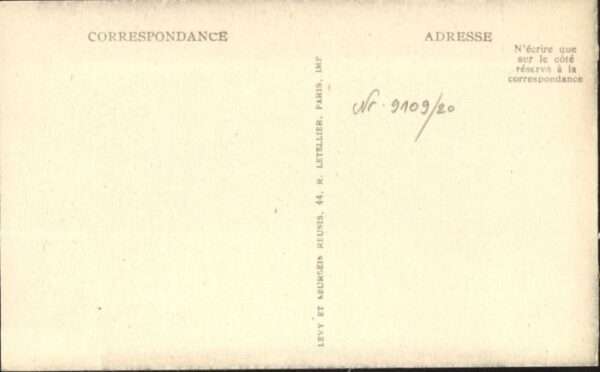 CORRESPONDANCE
ADRESSE
N'écrire que
sur le côté
réservé à la
correspondance
Nr. 9109/20
LEVY ET NEURDEIN REUNIS, 44, R. LETELLIER, PARIS, IMP